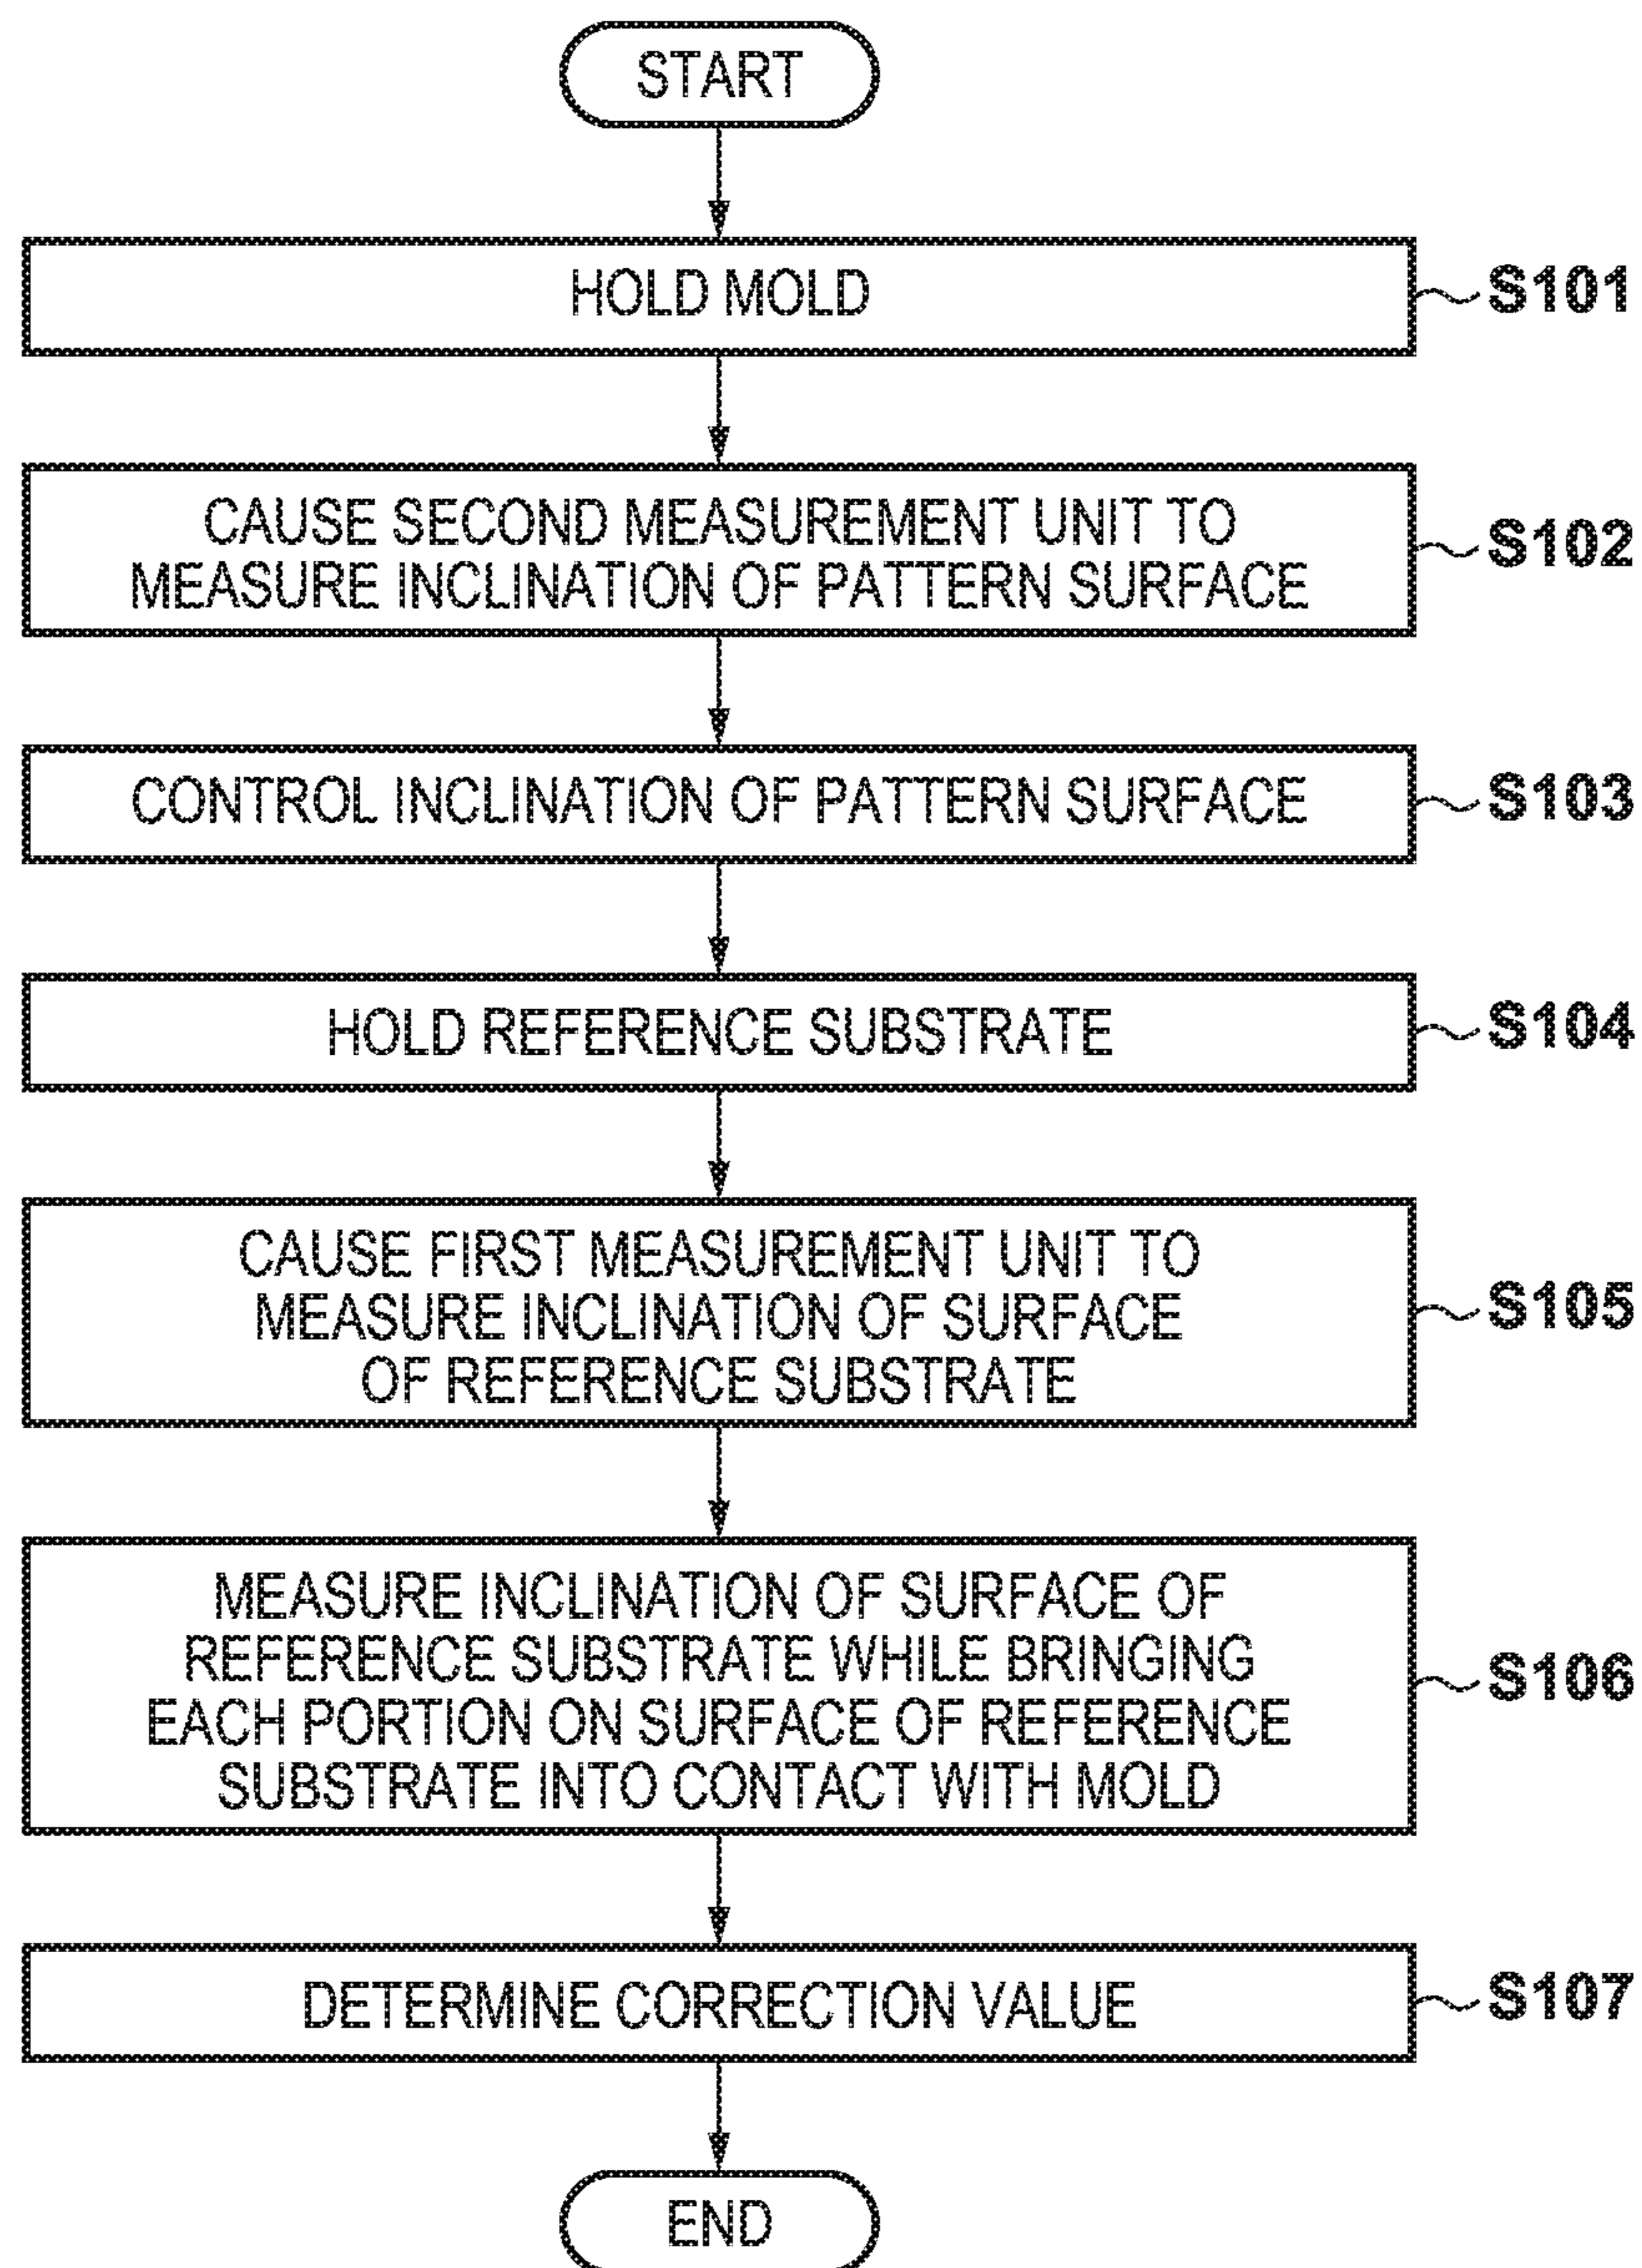 START
HOLD MOLD
S101
CAUSE SECOND MEASUREMENT UNIT TO
MEASURE INCLINATION OF PATTERN SURFACE
S102
CONTROL INCLINATION OF PATTERN SURFACE
S103
HOLD REFERENCE SUBSTRATE
S104
CAUSE FIRST MEASUREMENT UNIT TO
MEASURE INCLINATION OF SURFACE
OF REFERENCE SUBSTRATE
S105
MEASURE INCLINATION OF SURFACE OF
REFERENCE SUBSTRATE WHILE BRINGING
EACH PORTION ON SURFACE OF REFERENCE
SUBSTRATE INTO CONTACT WITH MOLD
S106
DETERMINE CORRECTION VALUE
S107
END